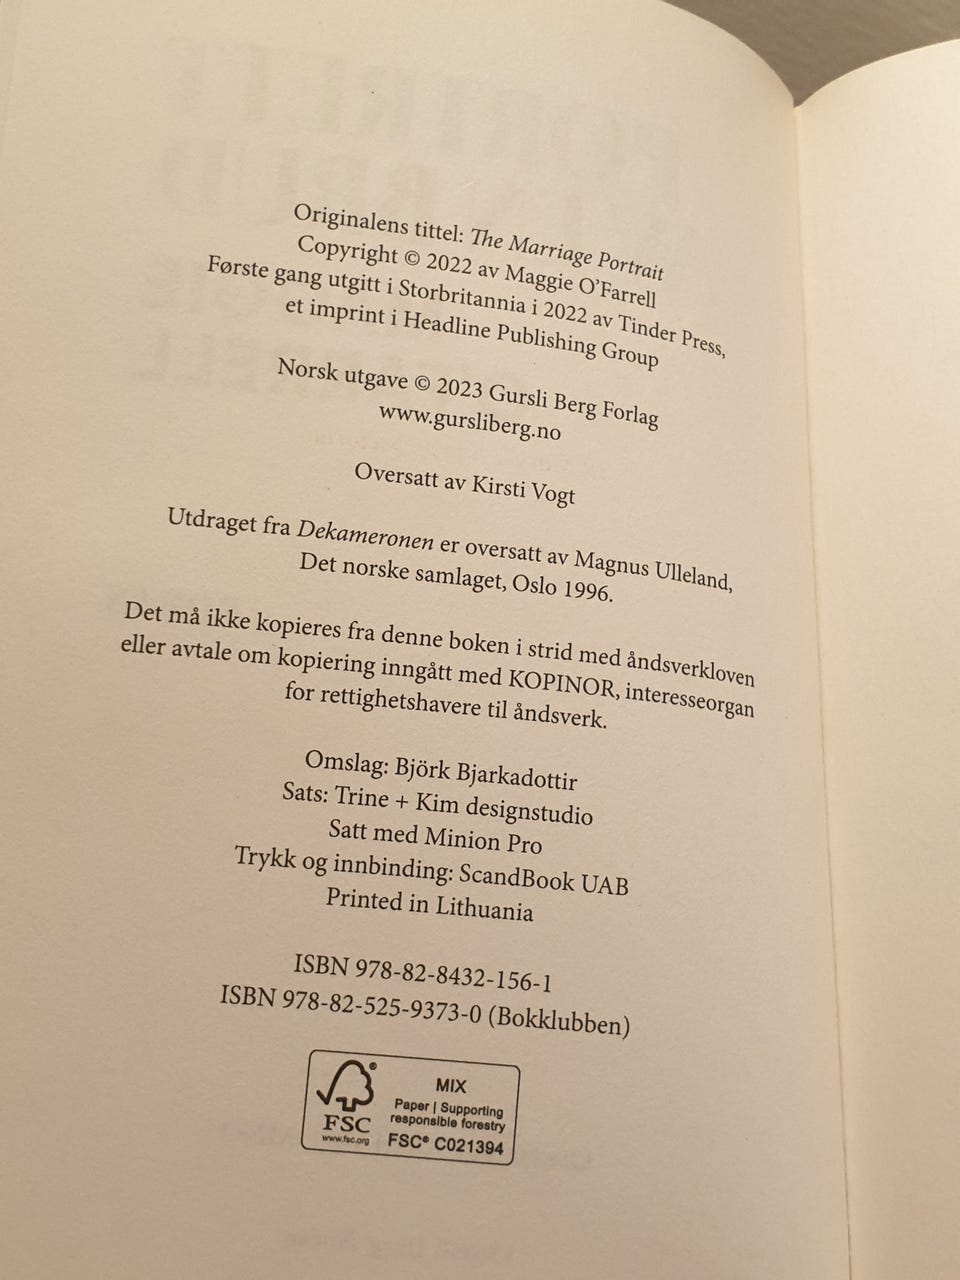 Originalens tittel: The Marriage Portrait
Copyright © 2022 av Maggie O'Farrell
Første gang utgitt i Storbritannia i 2022 av Tinder Press,
et imprint i Headline Publishing Group
Norsk utgave © 2023 Gursli Berg Forlag
www.gursliberg.no
Oversatt av Kirsti Vogt
Utdraget fra Dekameronen er oversatt av Magnus Ulleland,
Det norske samlaget, Oslo 1996.
Det må ikke kopieres fra denne boken i strid med åndsverkloven
eller avtale om kopiering inngått med KOPINOR, interesseorgan
for rettighetshavere til åndsverk.
Omslag: Björk Bjarkadottir
Sats: Trine + Kim designstudio
Satt med Minion Pro
Trykk og innbinding: ScandBook UAB
Printed in Lithuania
ISBN 978-82-8432-156-1
ISBN 978-82-525-9373-0 (Bokklubben)
®
FSC
www.fsc.org
MIX
Paper | Supporting
responsible forestry
FSC® C021394